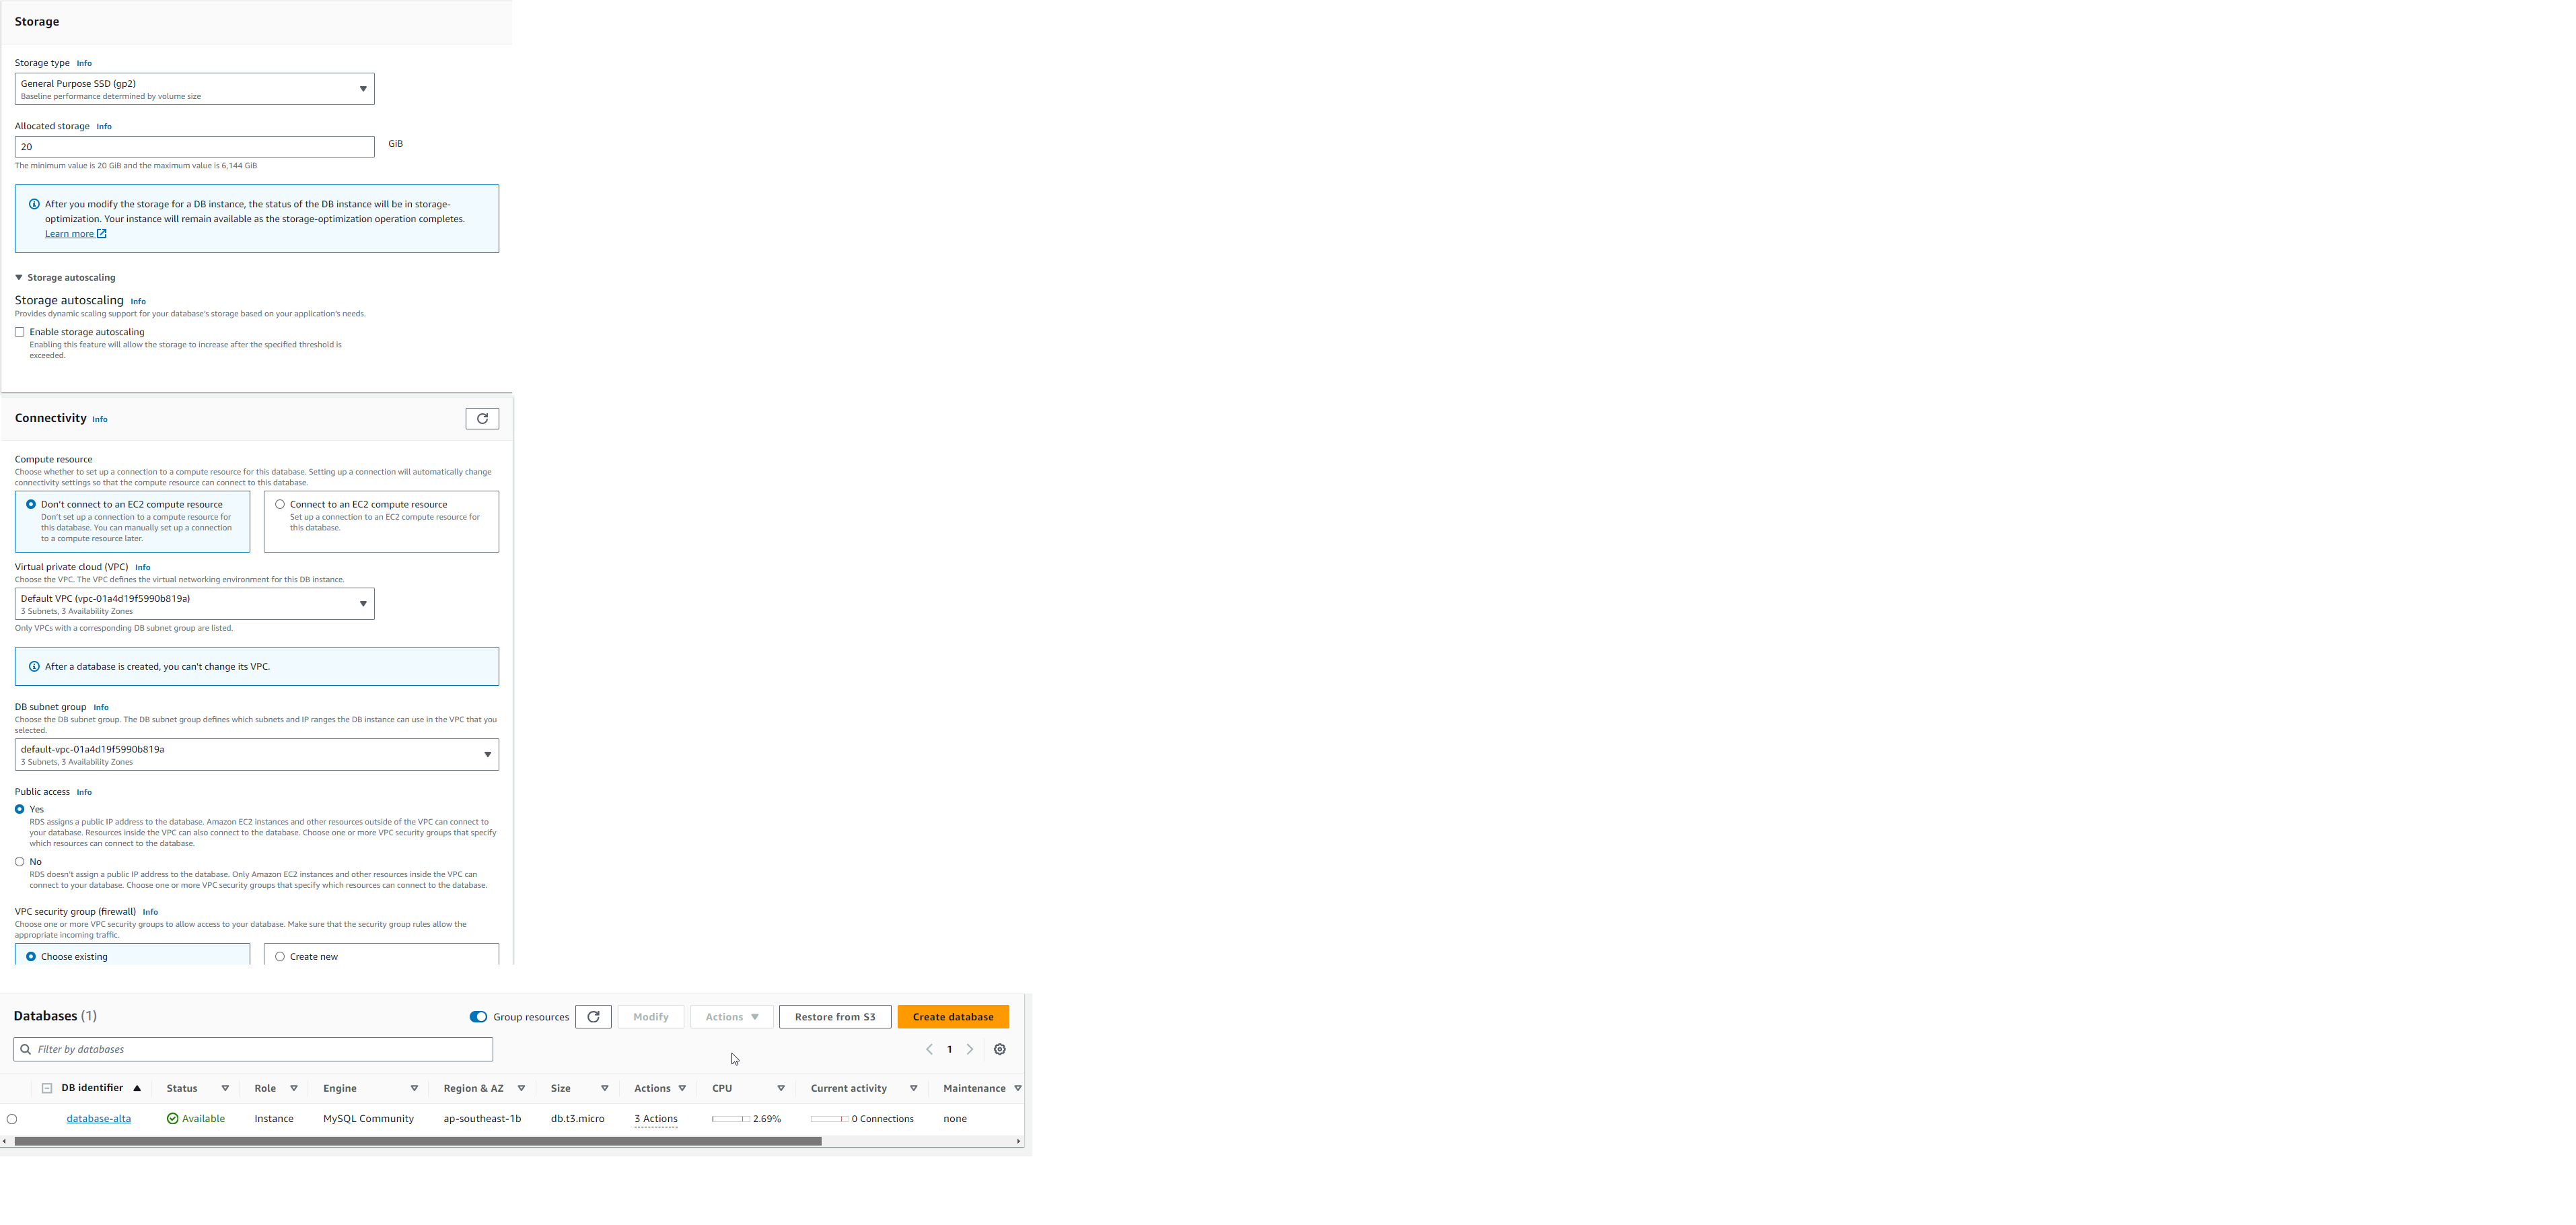 Storage
Storage type Info
General Purpose SSD (gp2)
Baseline performance determined by volume size
Allocated storage Info
20
GiB
The minimum value is 20 GiB and the maximum value is 6,144 GiB
After you modify the storage for a DB instance, the status of the DB instance will be in storage-
optimization. Your instance will remain available as the storage-optimization operation completes.
Learn more
Storage autoscaling
Storage autoscaling Info
Provides dynamic scaling support for your database's storage based on your application's needs.
Enable storage autoscaling
Enabling this feature will allow the storage to increase after the specified threshold is
exceeded.
Connectivity Info
Compute resource
Choose whether to set up a connection to a compute resource for this database. Setting up a connection will automatically change
connectivity settings so that the compute resource can connect to this database.
Don't connect to an EC2 compute resource
Don't set up a connection to a compute resource for
this database. You can manually set up a connection
to a compute resource later.
Connect to an EC2 compute resource
Set up a connection to an EC2 compute resource for
this database.
Virtual private cloud (VPC) Info
Choose the VPC. The VPC defines the virtual networking environment for this DB instance.
Default VPC (vpc-01a4d19f5990b819a)
3 Subnets, 3 Availability Zones
Only VPCs with a corresponding DB subnet group are listed.
After a database is created, you can't change its VPC.
DB subnet group Info
Choose the DB subnet group. The DB subnet group defines which subnets and IP ranges the DB instance can use in the VPC that you
selected.
default-vpc-01a4d19f5990b819a
3 Subnets, 3 Availability Zones
Public access Info
Yes
RDS assigns a public IP address to the database. Amazon EC2 instances and other resources outside of the VPC can connect to
your database. Resources inside the VPC can also connect to the database. Choose one or more VPC security groups that specify
which resources can connect to the database.
No
RDS doesn't assign a public IP address to the database. Only Amazon EC2 instances and other resources inside the VPC can
connect to your database. Choose one or more VPC security groups that specify which resources can connect to the database.
VPC security group (firewall) Info
Choose one or more VPC security groups to allow access to your database. Make sure that the security group rules allow the
appropriate incoming traffic.
Choose existing
Create new
Databases (1)
Group resources Modify Actions Restore from S3 Create database
Filter by databases
1
DB identifier Status Role Engine Region & AZ Size Actions CPU Current activity Maintenance
database-alta Available Instance MySQL Community ap-southeast-1b db.t3.micro 3 Actions 2.69% 0 Connections none